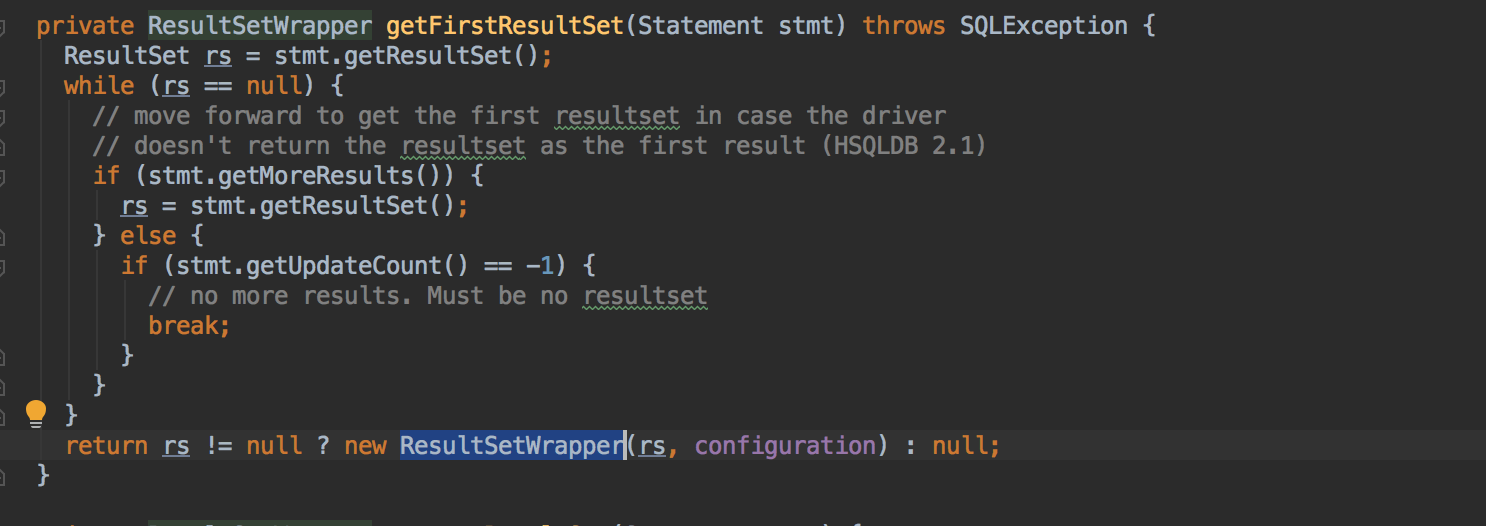 private ResultSetWrapper getFirstResultSet(Statement stmt) throws SQLException {
ResultSet rs = stmt.getResultSet();
while (rs == null) {
// move forward to get the first resultset in case the driver
// doesn't return the resultset as the first result (HSQLDB 2.1)
if (stmt.getMoreResults()) {
rs = stmt.getResultSet();
} else {
if (stmt.getUpdateCount() == -1) {
// no more results. Must be no resultset
break;
}
}
}
return rs != null ? new ResultSetWrapper(rs, configuration) : null;
}